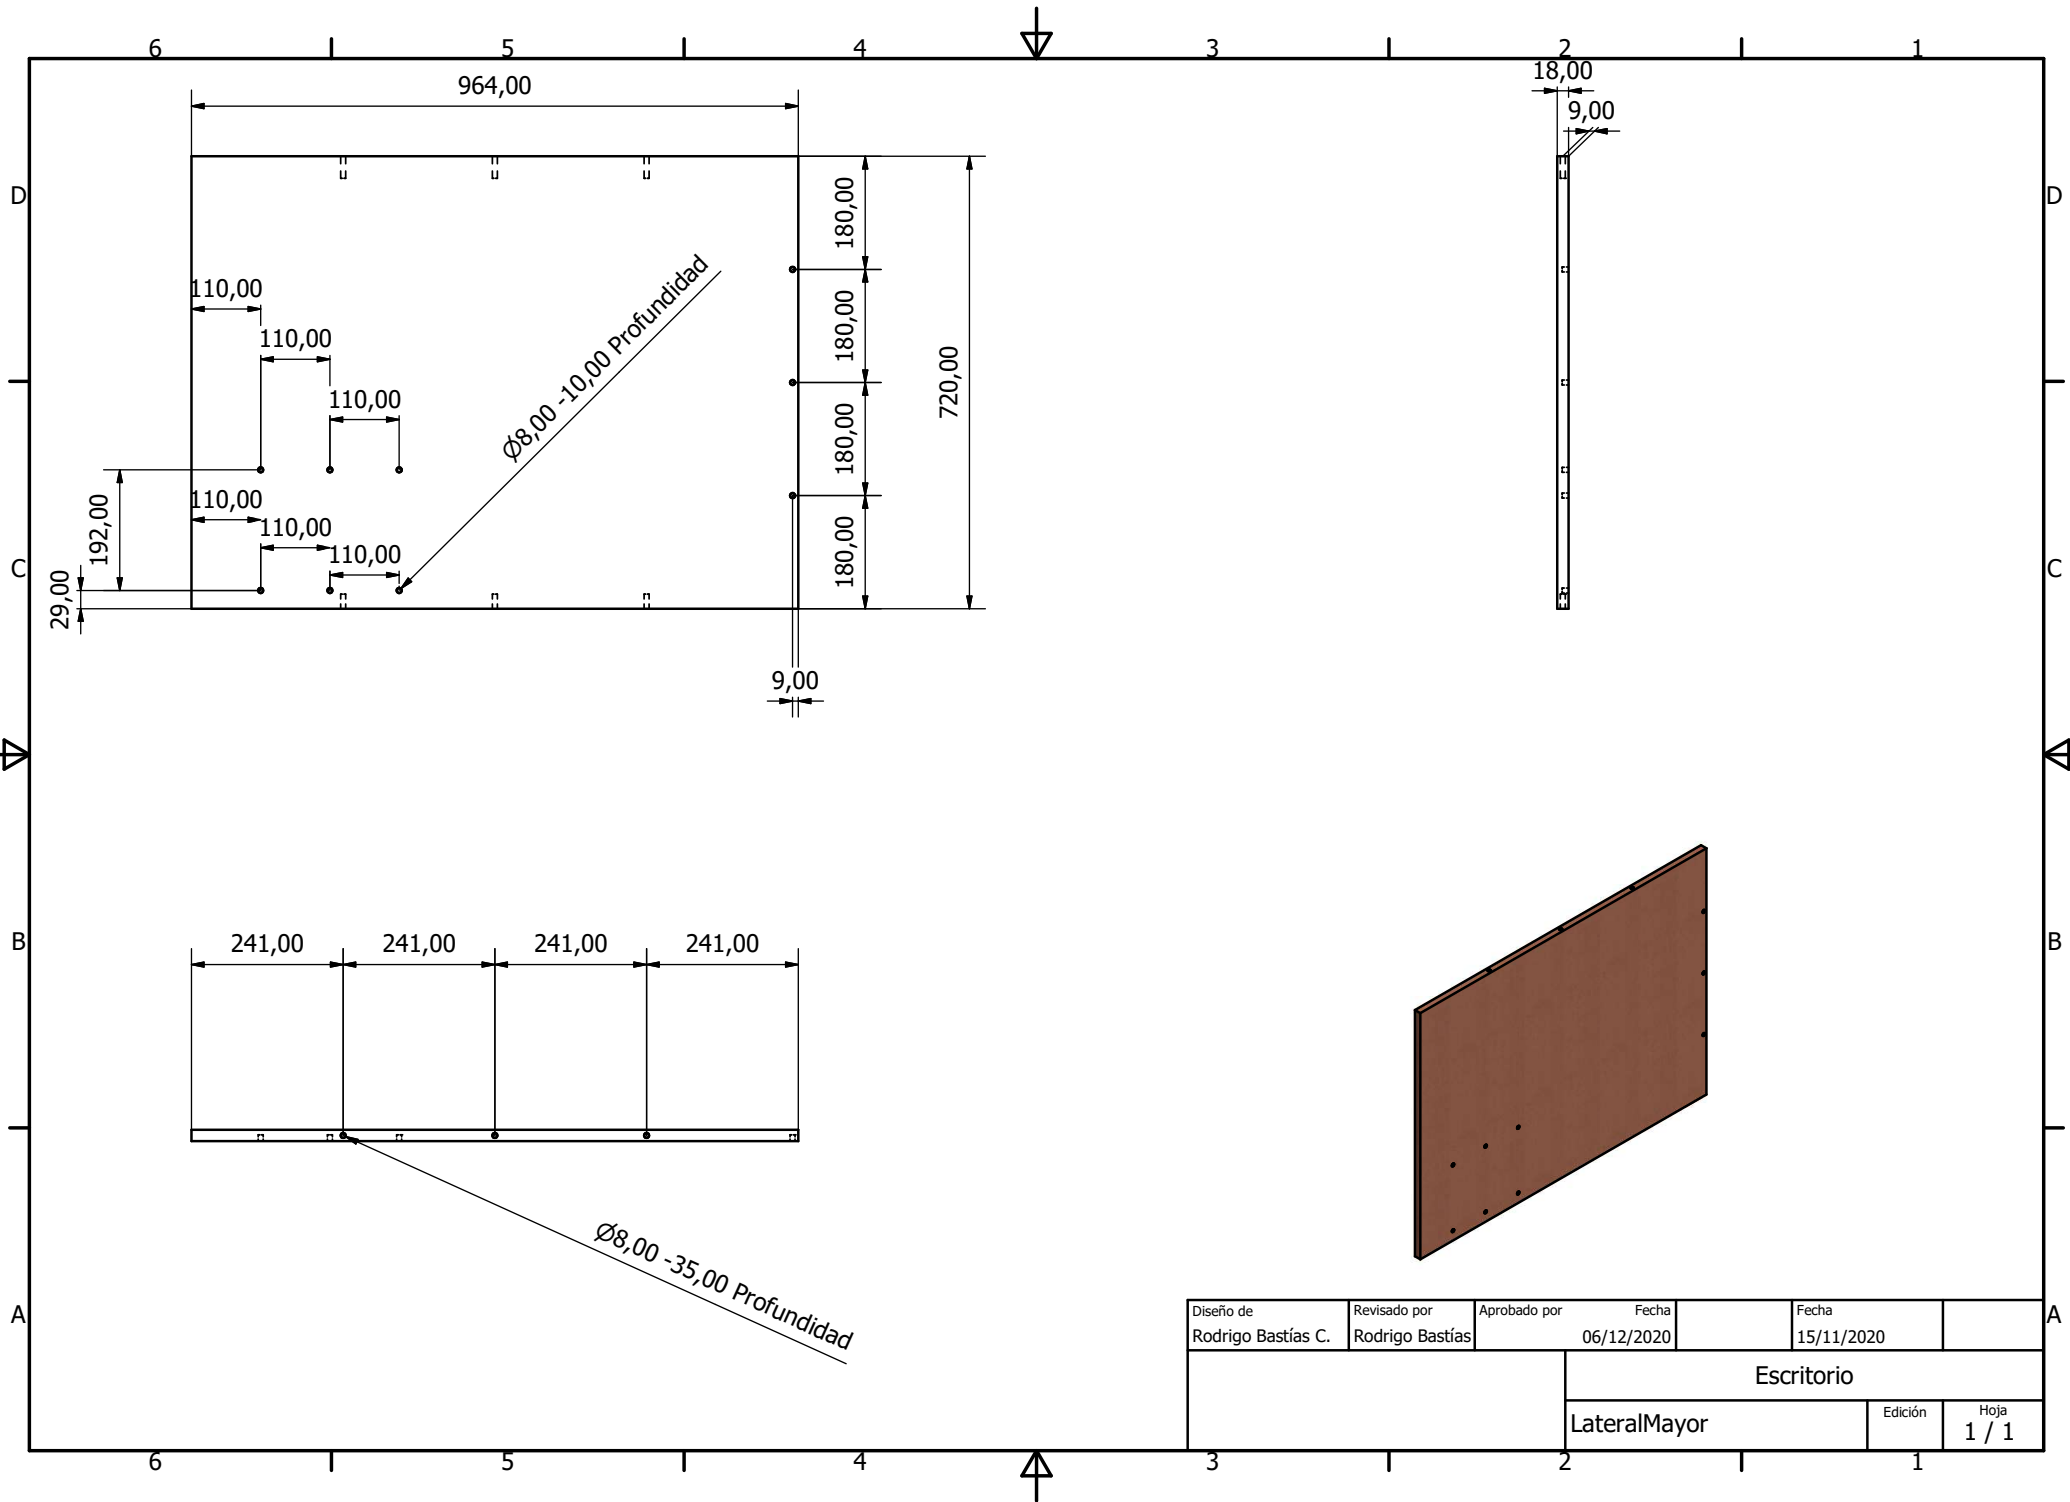 6 5 4 3 2 1
964,00
18,00
9,00
D D
180,00
110,00
Ø8,00 -10,00 Profundidad
180,00
110,00
720,00
110,00
180,00
192,00
110,00
110,00
110,00
180,00
C C
29,00
9,00
B B
241,00 241,00 241,00 241,00
Ø8,00 -35,00 Profundidad
A A
Diseño de Revisado por Aprobado por Fecha Fecha
Rodrigo Bastías C. Rodrigo Bastías 06/12/2020 15/11/2020
Escritorio
LateralMayor
Edición
Hoja
1 / 1
6 5 4 3 2 1